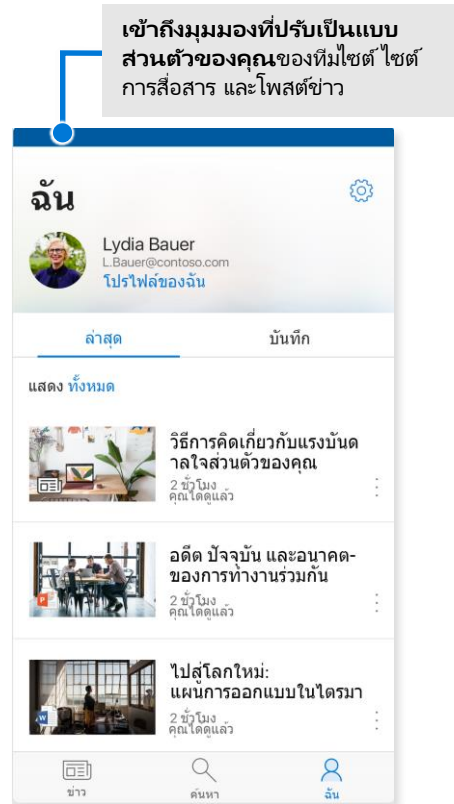 เข้าถึงมุมมองที่ปรับเป็นแบบ
ส่วนตัวของคุณของทีมไซต์ ไซต์
การสื่อสาร และโพสต์ข่าว
ฉัน
Lydia Bauer
L.Bauer@contoso.com
โปรไฟล์ของฉัน
ล่าสุด
บันทึก
แสดง ทั้งหมด
วิธีการคิดเกี่ยวกับแรงบันด
าลใจส่วนตัวของคุณ
2 ชั่วโมง
คุณได้ดูแล้ว
อดีต ปัจจุบัน และอนาคต-
ของการทำงานร่วมกัน
2 ชั่วโมง
คุณได้ดูแล้ว
ไปสู่โลกใหม่:
แผนการออกแบบในไตรมา
2 ชั่วโมง
คุณได้ดูแล้ว
ข่าว
ค้นหา
ฉัน